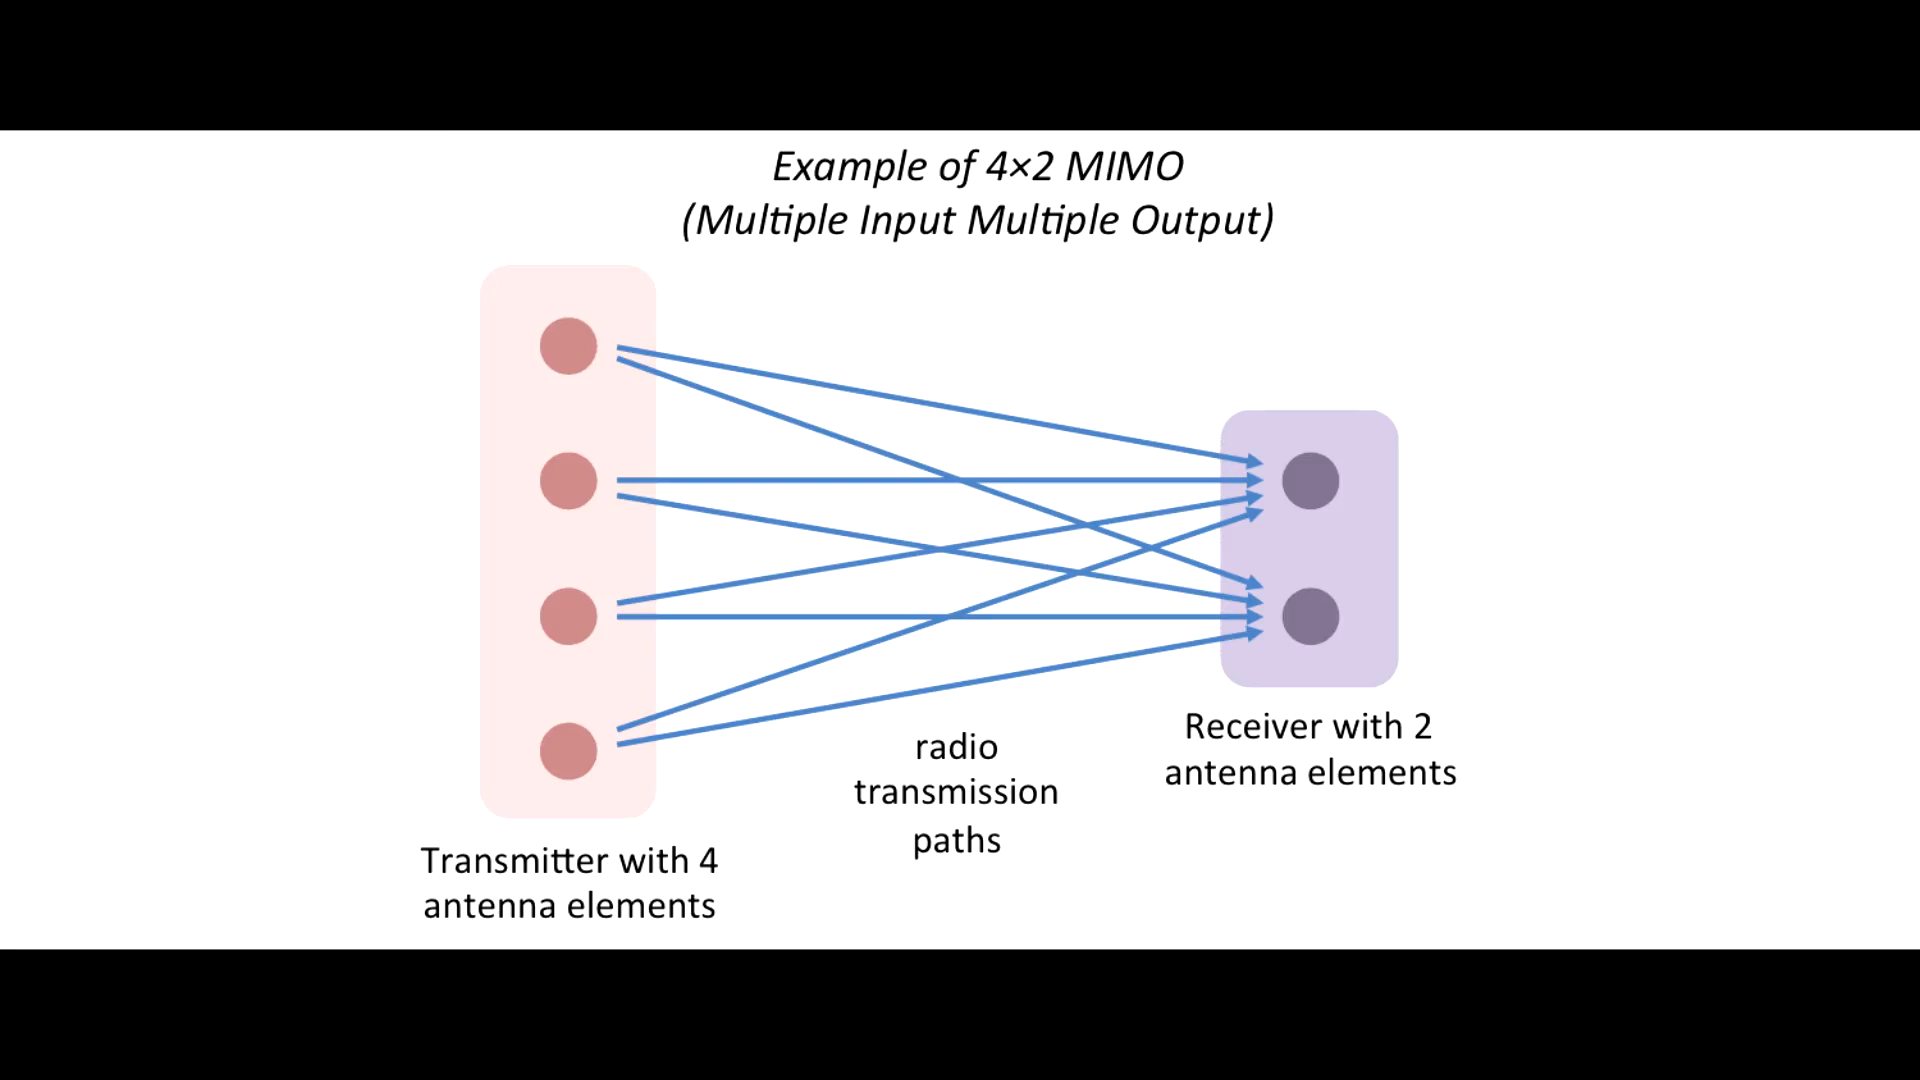 Example of 4×2 MIMO
(Multiple Input Multiple Output)
Transmitter with 4
antenna elements
radio
transmission
paths
Receiver with 2
antenna elements